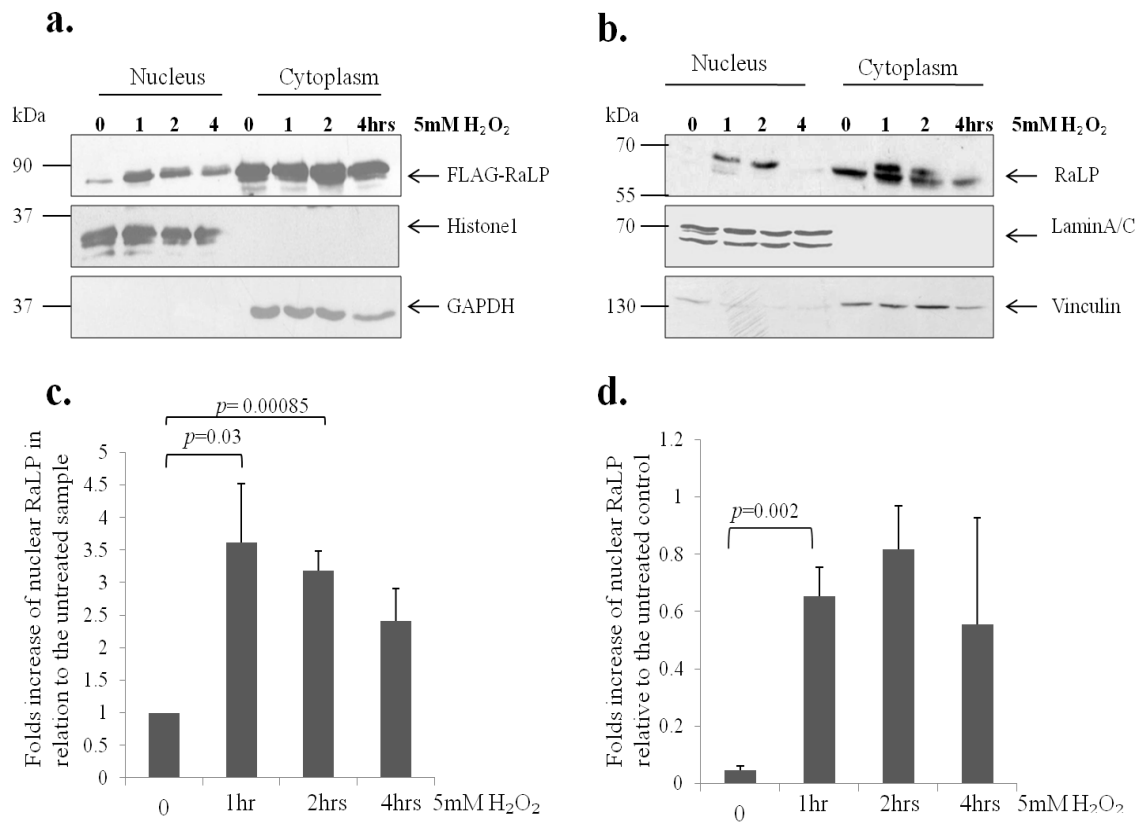 a.
Nucleus Cytoplasm
kDa
0 1 2 4 0 1 2 4hrs 5mM H₂O₂
90 FLAG-RaLP
37 Histone1
37 GAPDH
b.
Nucleus Cytoplasm
kDa
0 1 2 4 0 1 2 4hrs 5mM H₂O₂
70
RaLP
55
70 LaminA/C
130 Vinculin
c.
Folds increase of nuclear RaLP in
relation to the untreated sample
p= 0.00085
p=0.03
5
4.5
4
3.5
3
2.5
2
1.5
1
0.5
0
0 1hr 2hrs 4hrs 5mM H₂O₂
d.
Folds increase of nuclear RaLP
relative to the untreated control
p=0.002
1.2
1
0.8
0.6
0.4
0.2
0
0 1hr 2hrs 4hrs 5mM H₂O₂